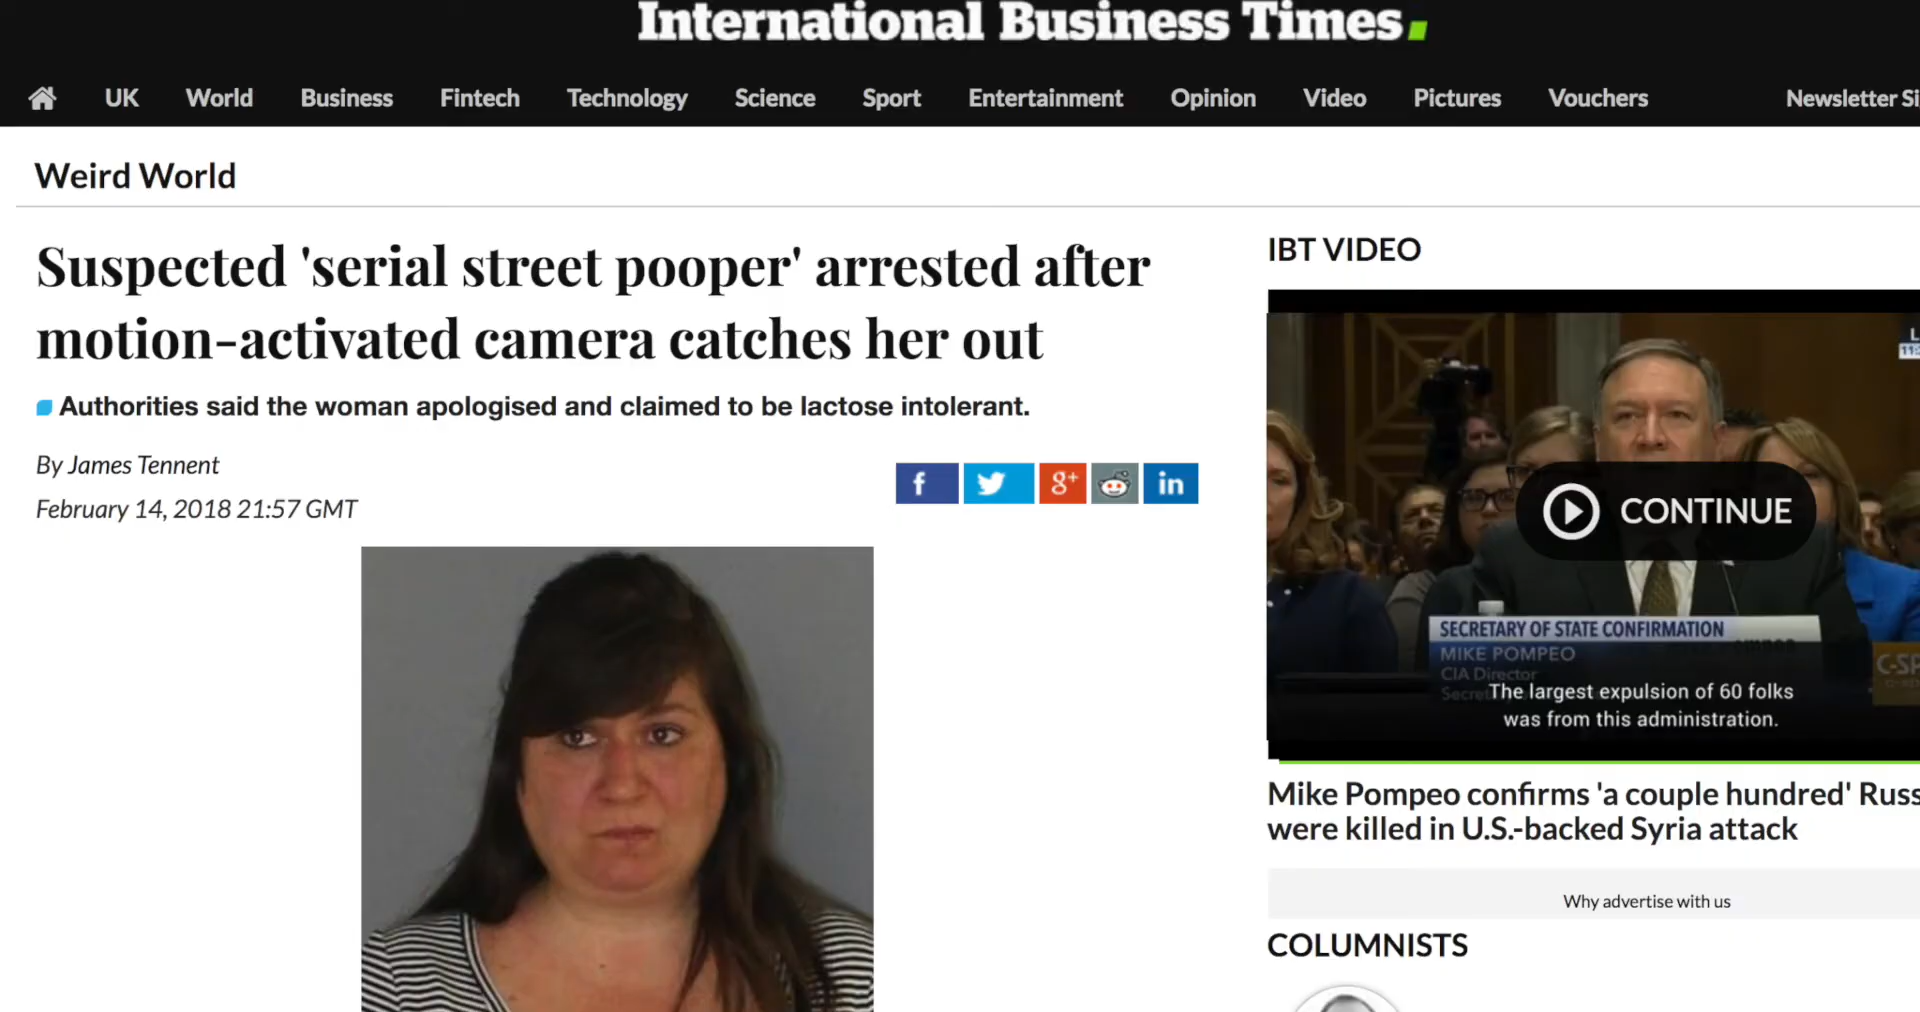 International Business Times
UK World Business Fintech Technology Science Sport Entertainment Opinion Video Pictures Vouchers Newsletter Si
Weird World
Suspected 'serial street pooper' arrested after
motion-activated camera catches her out
Authorities said the woman apologised and claimed to be lactose intolerant.
By James Tennent
February 14, 2018 21:57 GMT
f g+ in
IBT VIDEO
CONTINUE
SECRETARY OF STATE CONFIRMATION
MIKE POMPEO
CIA Director
The largest expulsion of 60 folks
was from this administration.
Mike Pompeo confirms 'a couple hundred' Russ
were killed in U.S.-backed Syria attack
Why advertise with us
COLUMNISTS